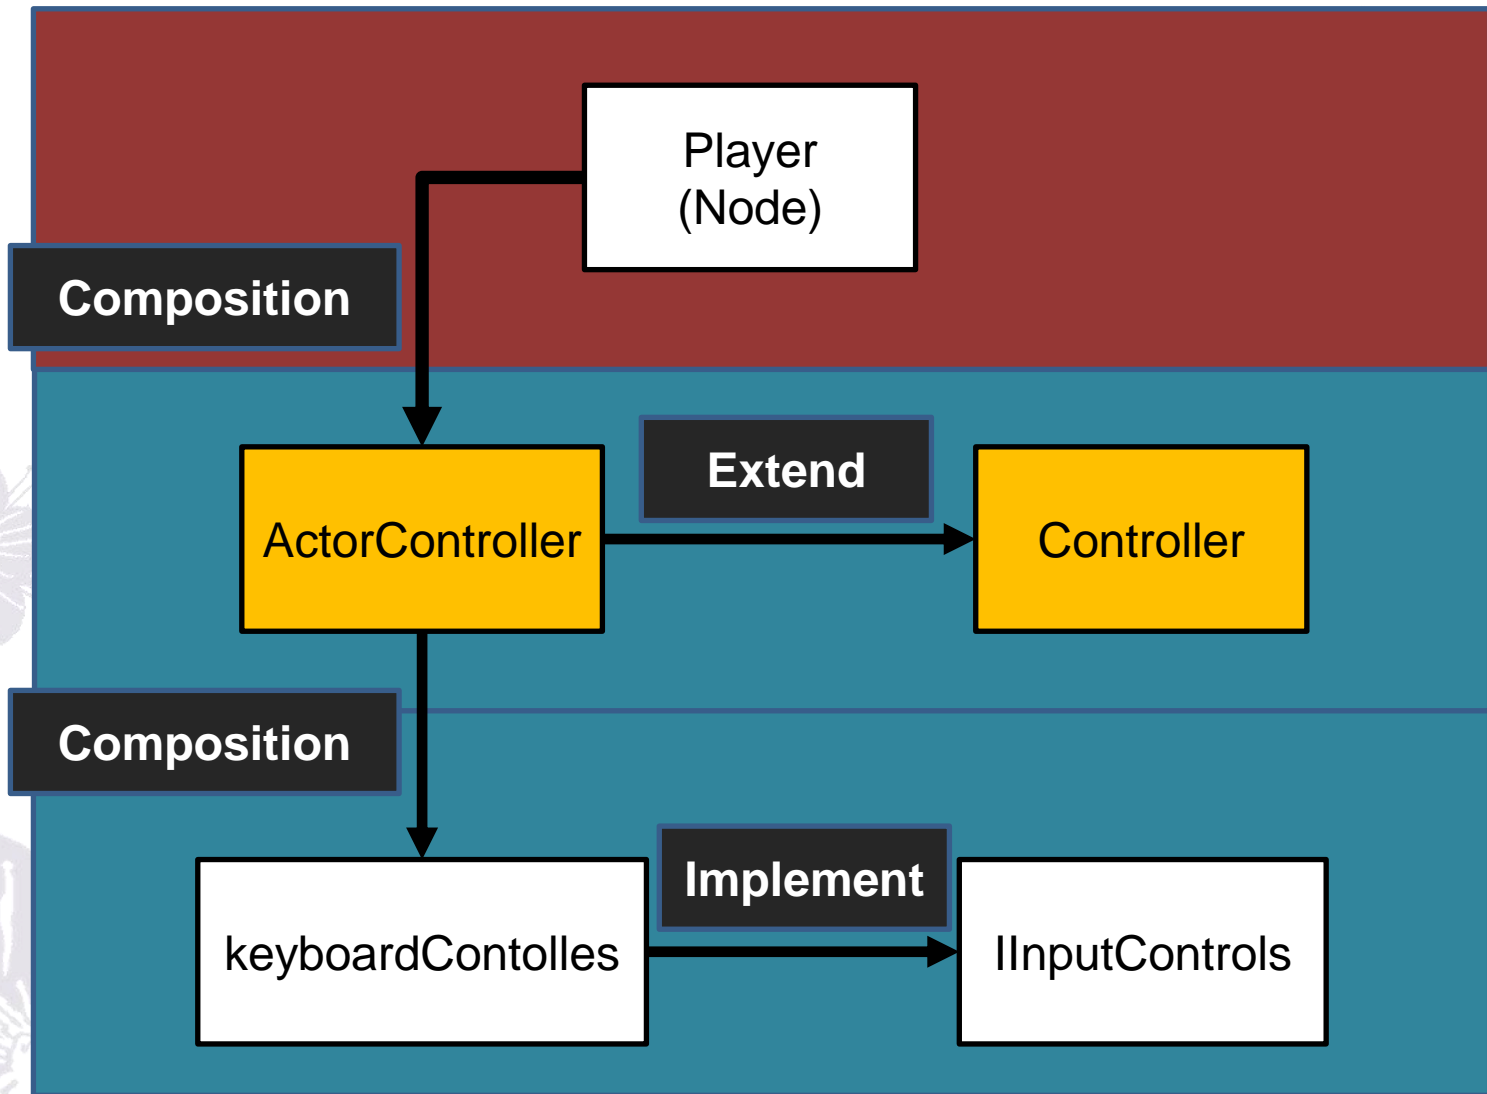 Player
(Node)
Composition
Extend
ActorController
Controller
Composition
Implement
keyboardContolles
IInputControls